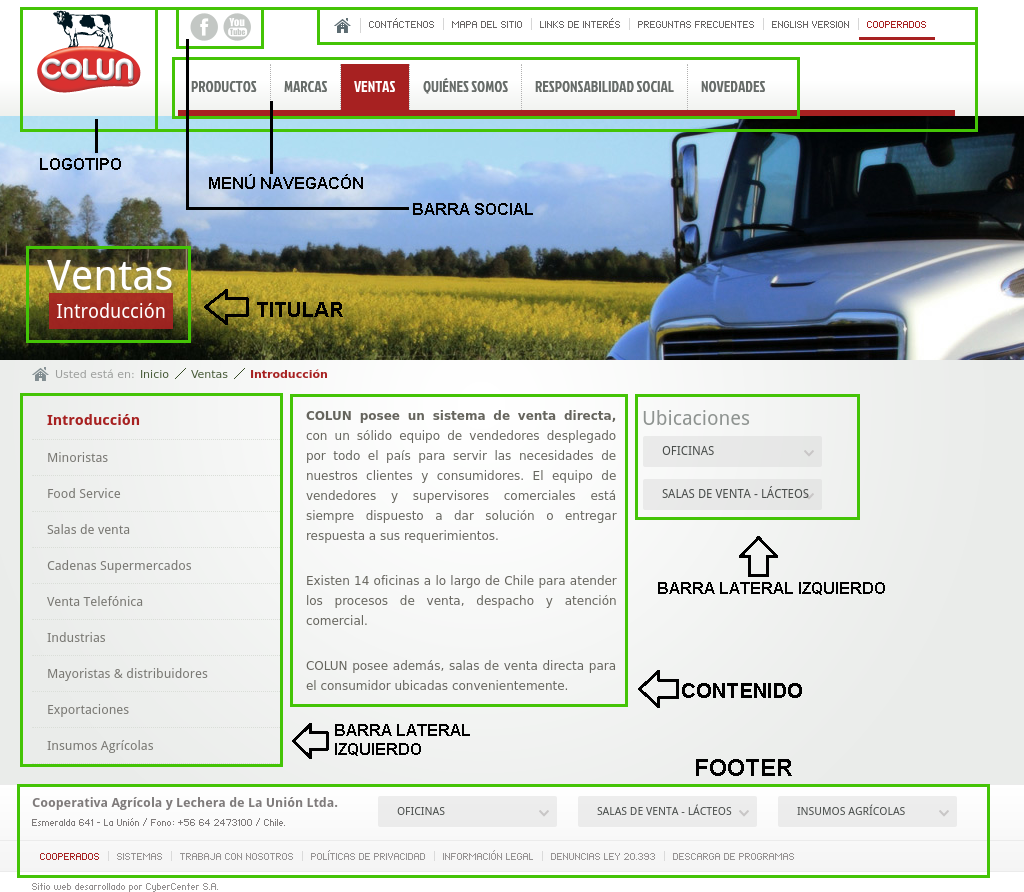 COLUN
You Tube
CONTÁCTENOS MAPA DEL SITIO LINKS DE INTERÉS PREGUNTAS FRECUENTES ENGLISH VERSION COOPERADOS
PRODUCTOS MARCAS VENTAS QUIÉNES SOMOS RESPONSABILIDAD SOCIAL NOVEDADES
LOGOTIPO
MENÚ NAVEGACÓN
BARRA SOCIAL
Ventas
Introducción
TITULAR
Usted está en: Inicio / Ventas / Introducción
Introducción
Minoristas
Food Service
Salas de venta
Cadenas Supermercados
Venta Telefónica
Industrias
Mayoristas & distribuidores
Exportaciones
Insumos Agrícolas
COLUN posee un sistema de venta directa,
con un sólido equipo de vendedores desplegado
por todo el país para servir las necesidades de
nuestros clientes y consumidores. El equipo de
vendedores y supervisores comerciales está
siempre dispuesto a dar solución o entregar
respuesta a sus requerimientos.
Existen 14 oficinas a lo largo de Chile para atender
los procesos de venta, despacho y atención
comercial.
COLUN posee además, salas de venta directa para
el consumidor ubicadas convenientemente.
Ubicaciones
OFICINAS
SALAS DE VENTA - LÁCTEOS
BARRA LATERAL IZQUIERDO
CONTENIDO
BARRA LATERAL
IZQUIERDO
FOOTER
Cooperativa Agrícola y Lechera de La Unión Ltda.
Esmeralda 641 - La Unión / Fono: +56 64 2473100 / Chile.
OFICINAS SALAS DE VENTA - LÁCTEOS INSUMOS AGRÍCOLAS
COOPERADOS SISTEMAS TRABAJA CON NOSOTROS POLÍTICAS DE PRIVACIDAD INFORMACIÓN LEGAL DENUNCIAS LEY 20.393 DESCARGA DE PROGRAMAS
Sitio web desarrollado por CyberCenter S.A.